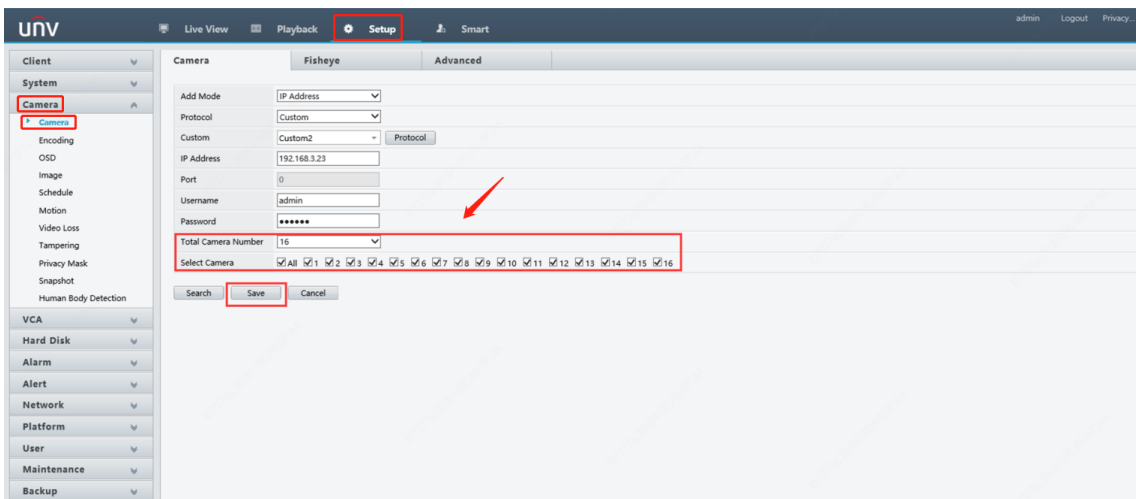 unv
Live View Playback Setup Smart
admin Logout Privacy...
Client
System
Camera
Camera
Encoding
OSD
Image
Schedule
Motion
Video Loss
Tampering
Privacy Mask
Snapshot
Human Body Detection
VCA
Hard Disk
Alarm
Alert
Network
Platform
User
Maintenance
Backup
Camera Fisheye Advanced
Add Mode IP Address
Protocol Custom
Custom Custom2 Protocol
IP Address 192.168.3.23
Port 0
Username admin
Password ••••••
Total Camera Number 16
Select Camera All 1 2 3 4 5 6 7 8 9 10 11 12 13 14 15 16
Search Save Cancel